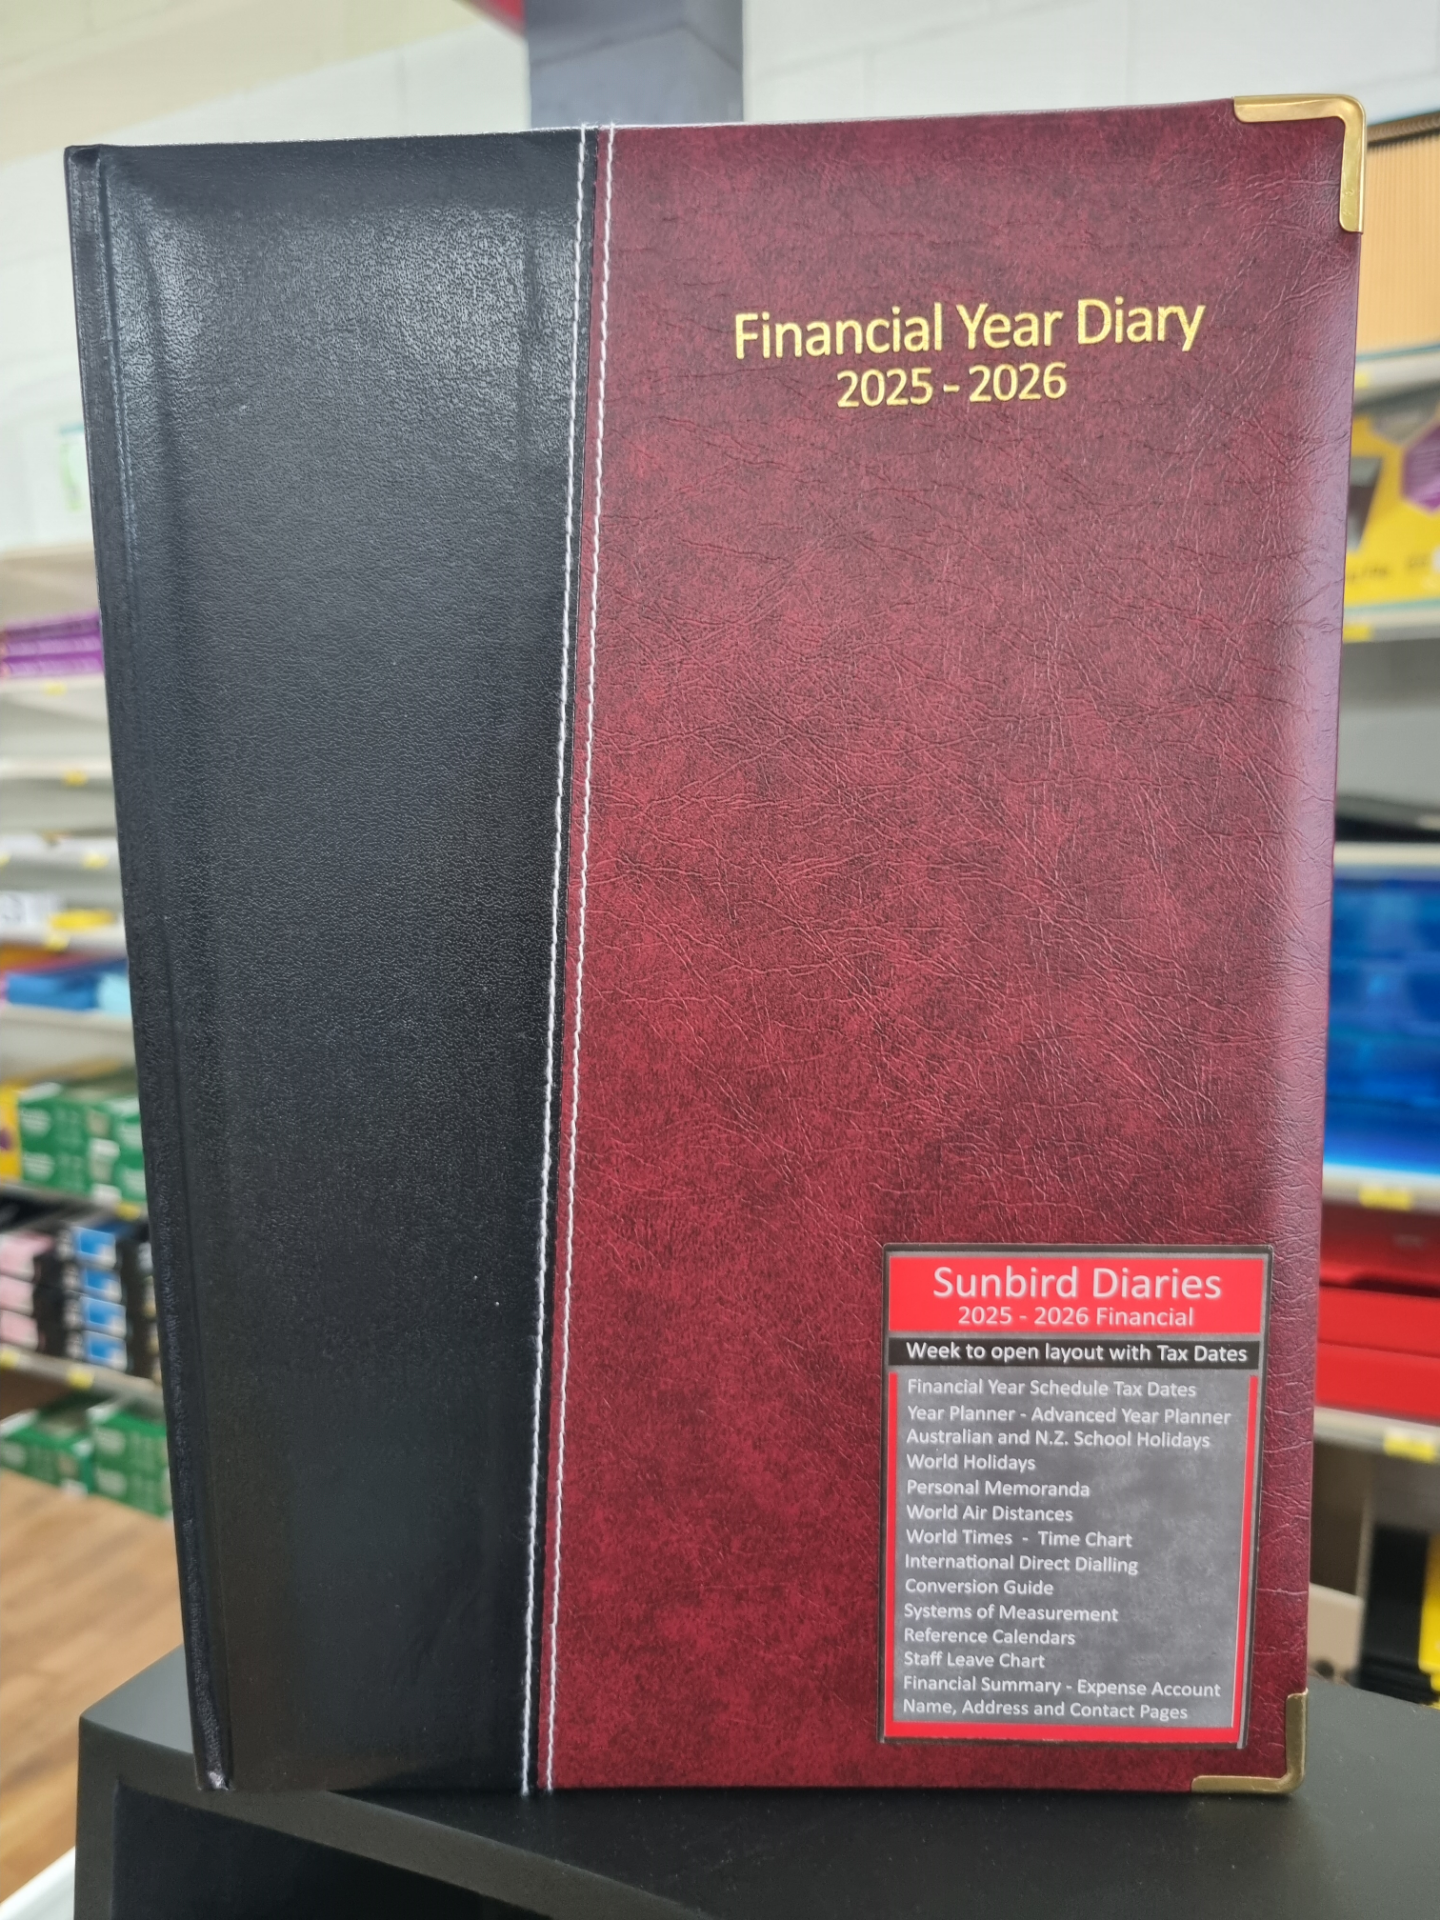 Financial Year Diary
2025 - 2026
Sunbird Diaries
2025 - 2026 Financial
Week to open layout with Tax Dates
Financial Year Schedule Tax Dates
Year Planner - Advanced Year Planner
Australian and N.Z. School Holidays
World Holidays
Personal Memoranda
World Air Distances
World Times - Time Chart
International Direct Dialling
Conversion Guide
Systems of Measurement
Reference Calendars
Staff Leave Chart
Financial Summary - Expense Account
Name, Address and Contact Pages